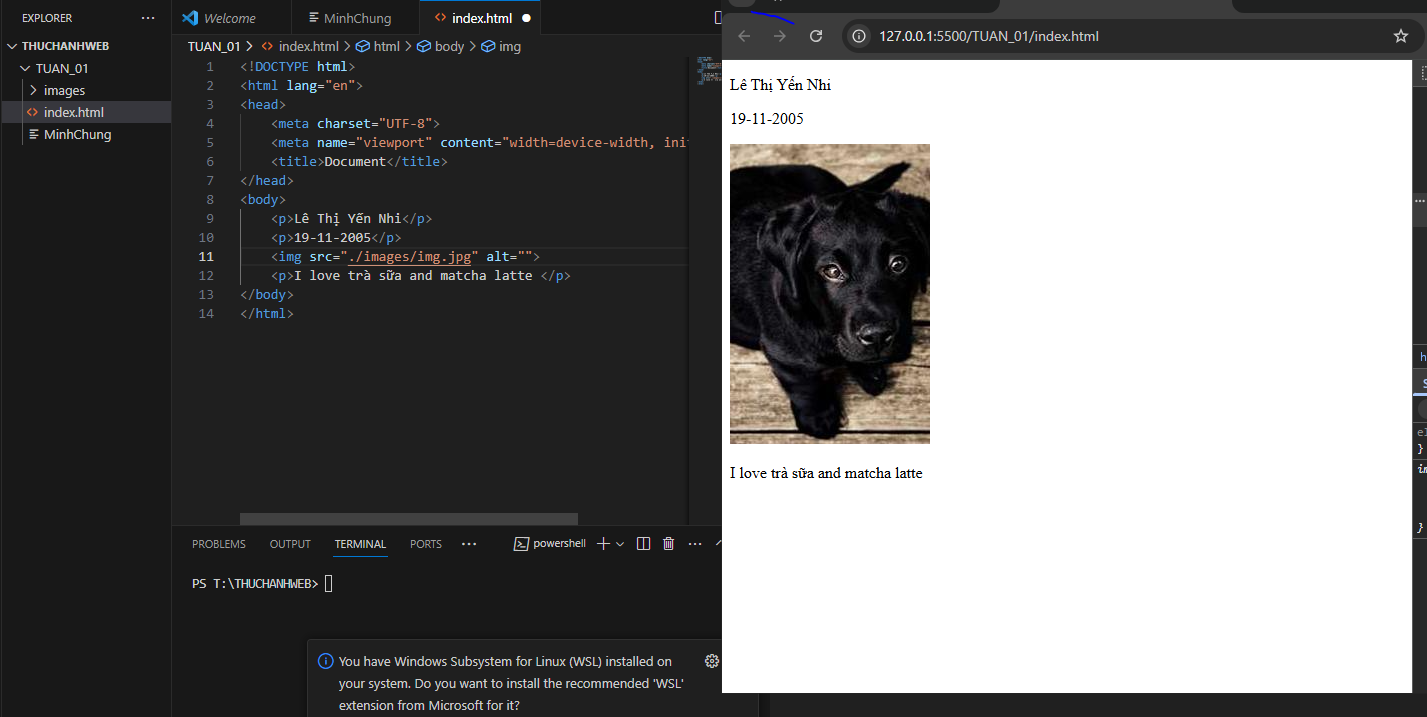 EXPLORER
THUCHANHWEB
TUAN_01
images
index.html
MinhChung
Welcome
MinhChung
index.html
TUAN_01 > index.html > html > body > img
1 <!DOCTYPE html>
2 <html lang="en">
3 <head>
4 <meta charset="UTF-8">
5 <meta name="viewport" content="width=device-width, init
6 <title>Document</title>
7 </head>
8 <body>
9 <p>Lê Thị Yến Nhi</p>
10 <p>19-11-2005</p>
11 <img src="./images/img.jpg" alt="">
12 <p>I love trà sữa and matcha latte </p>
13 </body>
14 </html>
PROBLEMS OUTPUT TERMINAL PORTS ··· powershell
PS T:\THUCHANHWEB>
You have Windows Subsystem for Linux (WSL) installed on
your system. Do you want to install the recommended 'WSL'
extension from Microsoft for it?
127.0.0.1:5500/TUAN_01/index.html
Lê Thị Yến Nhi
19-11-2005
I love trà sữa and matcha latte